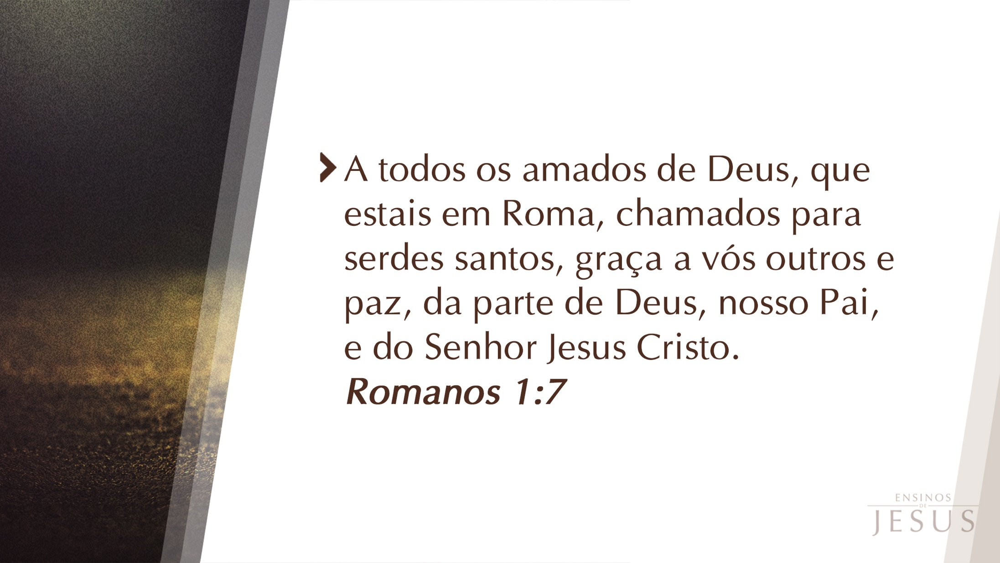 A todos os amados de Deus, que
estais em Roma, chamados para
serdes santos, graça a vós outros e
paz, da parte de Deus, nosso Pai,
e do Senhor Jesus Cristo.
Romanos 1:7
ENSINOS
DE
JESUS